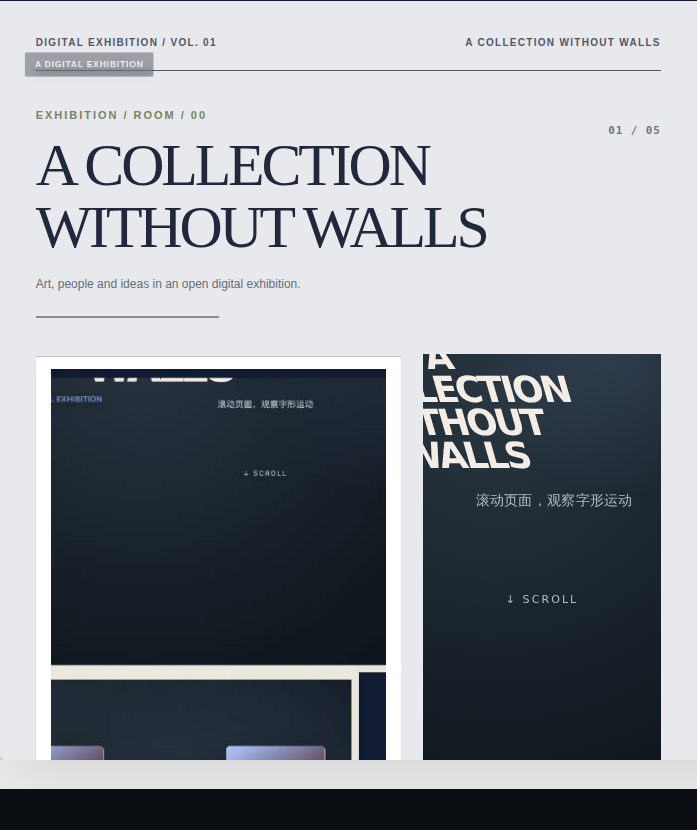 DIGITAL EXHIBITION / VOL. 01
A COLLECTION WITHOUT WALLS
A DIGITAL EXHIBITION
EXHIBITION / ROOM / 00
01 / 05
A COLLECTION
WITHOUT WALLS
Art, people and ideas in an open digital exhibition.
WALLS
L EXHIBITION
滚动页面，观察字形运动
↓ SCROLL
A
LECTION
THOUT
WALLS
滚动页面，观察字形运动
↓ SCROLL